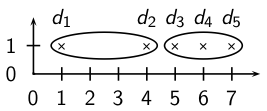 d₁ d₂ d₃ d₄ d₅
1 × × × × ×
0
0 1 2 3 4 5 6 7